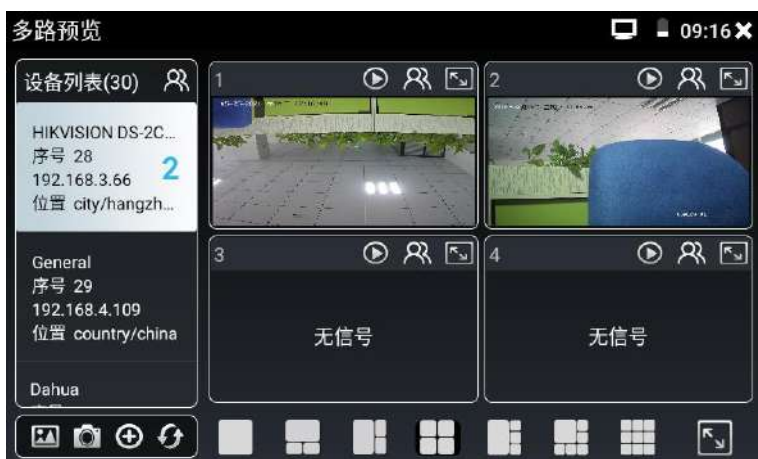 多路预览
09:16
设备列表(30)
HIKVISION DS-2C...
序号 28
2
192.168.3.66
位置 city/hangzh...
General
序号 29
192.168.4.109
位置 country/china
Dahua
1
2
3
无信号
4
无信号